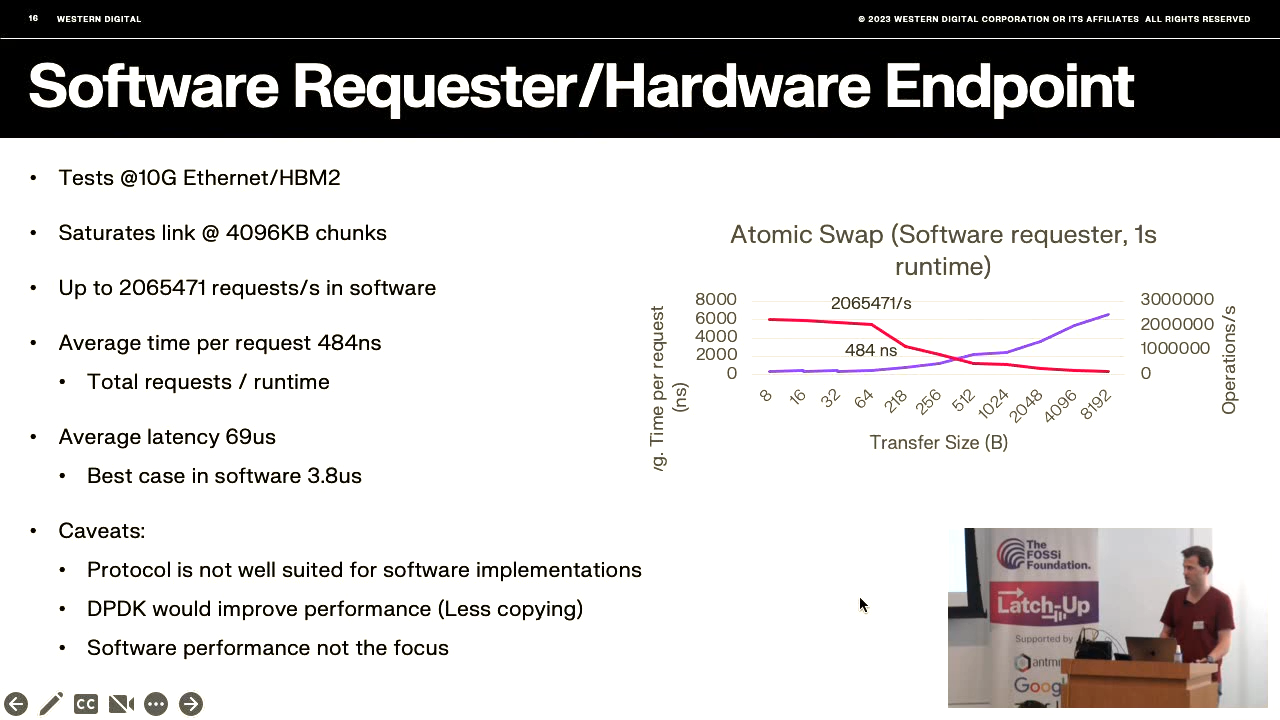 16 WESTERN DIGITAL
© 2023 WESTERN DIGITAL CORPORATION OR ITS AFFILIATES ALL RIGHTS RESERVED
Software Requester/Hardware Endpoint
• Tests @10G Ethernet/HBM2
• Saturates link @ 4096KB chunks
• Up to 2065471 requests/s in software
• Average time per request 484ns
• Total requests / runtime
• Average latency 69us
• Best case in software 3.8us
• Caveats:
• Protocol is not well suited for software implementations
• DPDK would improve performance (Less copying)
• Software performance not the focus
Atomic Swap (Software requester, 1s
runtime)
Time per request
(ns)
8000
6000
4000
2000
0
2065471/s
484 ns
3000000
2000000
1000000
0
Operations/s
8 16 32 64 218 256 512 1024 2048 4096 8192
Transfer Size (B)
The
FOSSi
Foundation.
Latch-Up
Supported by
antm
Goog
CC